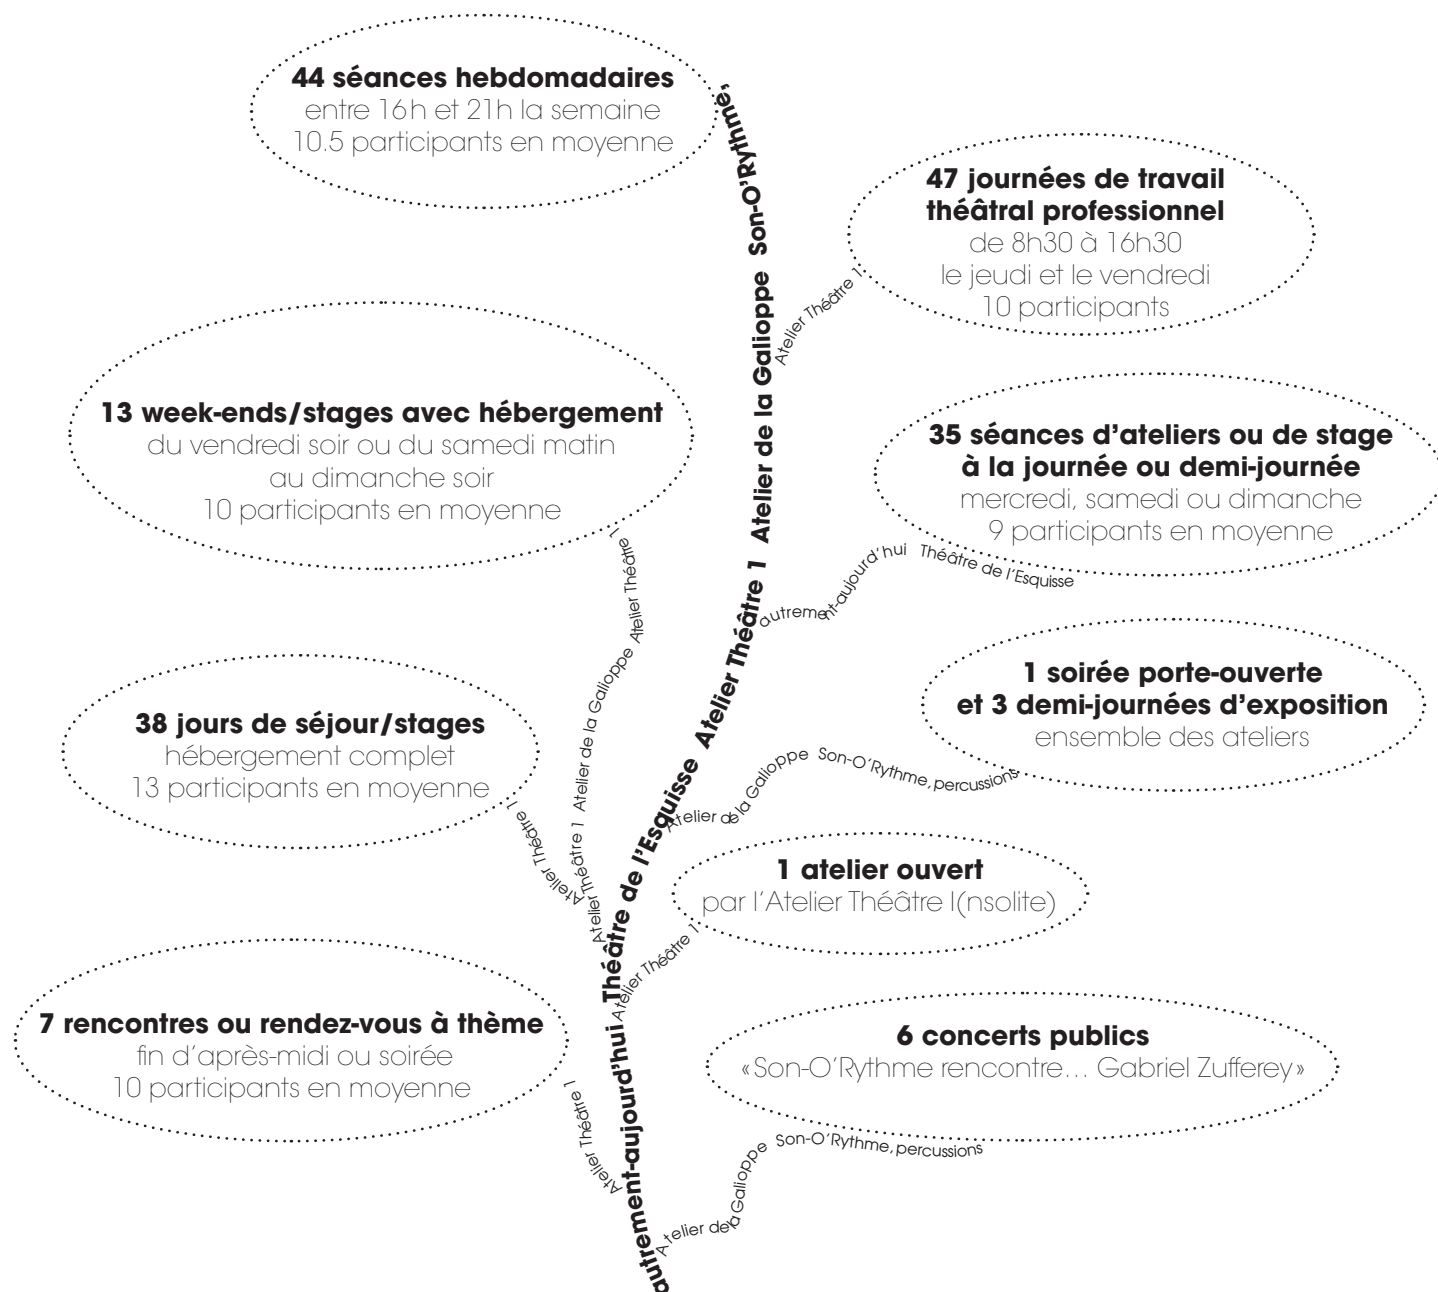 44 séances hebdomadaires
entre 16h et 21h la semaine
10.5 participants en moyenne
47 journées de travail
théâtral professionnel
de 8h30 à 16h30
le jeudi et le vendredi
10 participants
Atelier Théâtre 1
13 week-ends/stages avec hébergement
du vendredi soir ou du samedi matin
au dimanche soir
10 participants en moyenne
Atelier Théâtre 1 Atelier de la Galioppe Atelier Théâtre 1
35 séances d’ateliers ou de stage
à la journée ou demi-journée
mercredi, samedi ou dimanche
9 participants en moyenne
autrement-aujourd’hui Théâtre de l’Esquisse
38 jours de séjour/stages
hébergement complet
13 participants en moyenne
Atelier Théâtre 1
1 soirée porte-ouverte
et 3 demi-journées d’exposition
ensemble des ateliers
Atelier de la Galioppe Son-O’Rythme, percussions
1 atelier ouvert
par l’Atelier Théâtre I(nsolite)
Atelier Théâtre 1
7 rencontres ou rendez-vous à thème
fin d’après-midi ou soirée
10 participants en moyenne
Atelier Théâtre 1
6 concerts publics
«Son-O’Rythme rencontre… Gabriel Zufferey»
Atelier de la Galioppe Son-O’Rythme, percussions
autrement-aujourd’hui Théâtre de l’Esquisse Atelier Théâtre 1 Atelier de la Galioppe Son-O’Rythme,